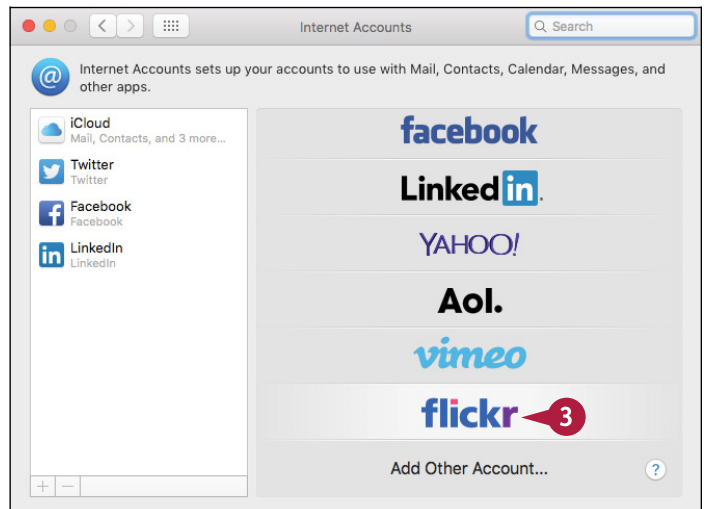 Internet Accounts
Search
Internet Accounts sets up your accounts to use with Mail, Contacts, Calendar, Messages, and
other apps.
iCloud
Mail, Contacts, and 3 more...
Twitter
Twitter
Facebook
Facebook
LinkedIn
LinkedIn
facebook
Linked in.
YAHOO!
Aol.
vimeo
flickr 3
Add Other Account... ?
+ −